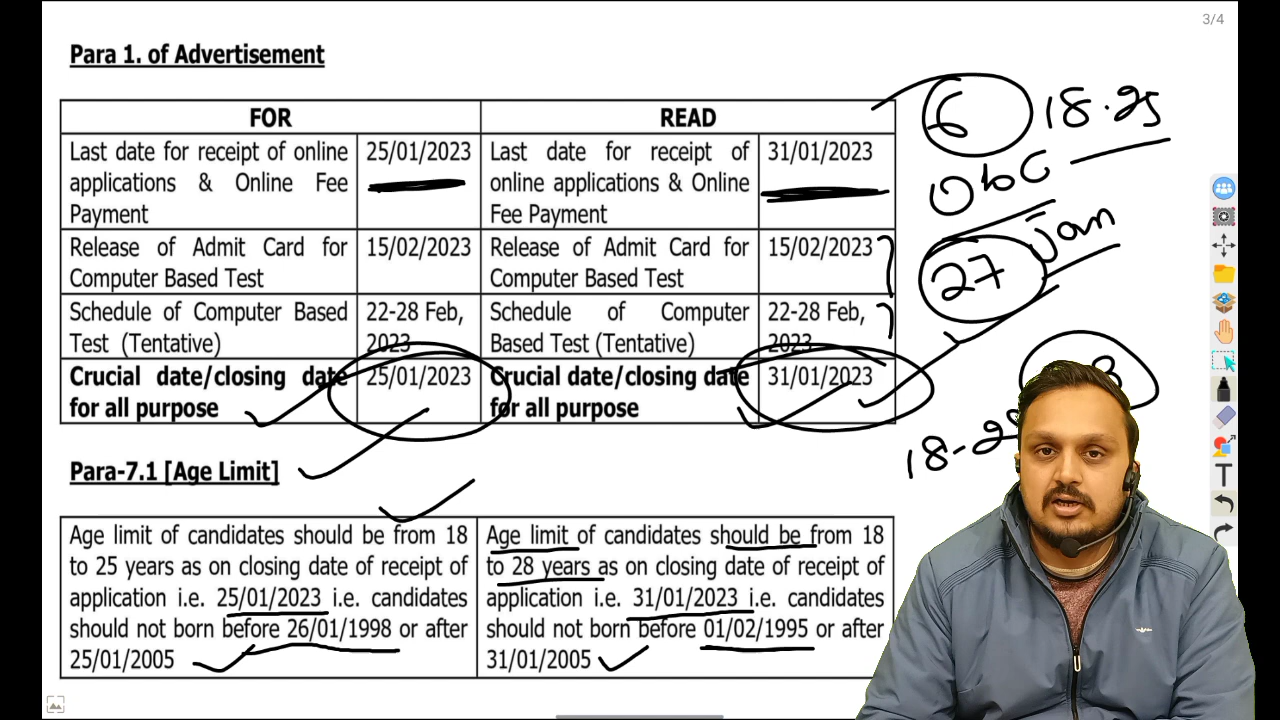 3/4
Para 1. of Advertisement
FOR
READ
Last date for receipt of online applications & Online Fee Payment
25/01/2023
Last date for receipt of online applications & Online Fee Payment
31/01/2023
Release of Admit Card for Computer Based Test
15/02/2023
Release of Admit Card for Computer Based Test
15/02/2023
Schedule of Computer Based Test (Tentative)
22-28 Feb, 2023
Schedule of Computer Based Test (Tentative)
22-28 Feb, 2023
Crucial date/closing date for all purpose
25/01/2023
Crucial date/closing date for all purpose
31/01/2023
6
18.25
ObC
27 Jan
Para-7.1 [Age Limit]
Age limit of candidates should be from 18
to 25 years as on closing date of receipt of
application i.e. 25/01/2023 i.e. candidates
should not born before 26/01/1998 or after
25/01/2005
Age limit of candidates should be from 18
to 28 years as on closing date of receipt of
application i.e. 31/01/2023 i.e. candidates
should not born before 01/02/1995 or after
31/01/2005
T